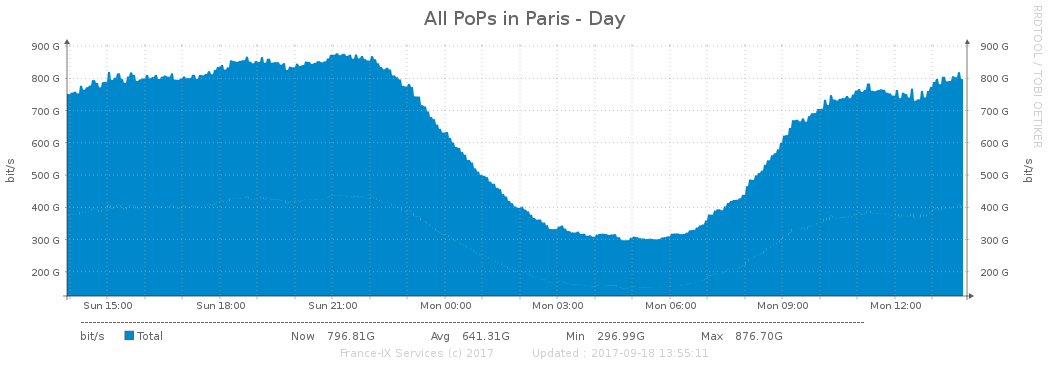 All PoPs in Paris - Day
RRDTOOL / TOBI OETIKER
900 G 900 G
800 G 800 G
700 G 700 G
600 G 600 G
500 G 500 G
400 G 400 G
300 G 300 G
200 G 200 G
bit/s
bit/s
Sun 15:00 Sun 18:00 Sun 21:00 Mon 00:00 Mon 03:00 Mon 06:00 Mon 09:00 Mon 12:00
bit/s Total Now 796.81G Avg 641.31G Min 296.99G Max 876.70G
France-IX Services (c) 2017 Updated : 2017-09-18 13:55:11